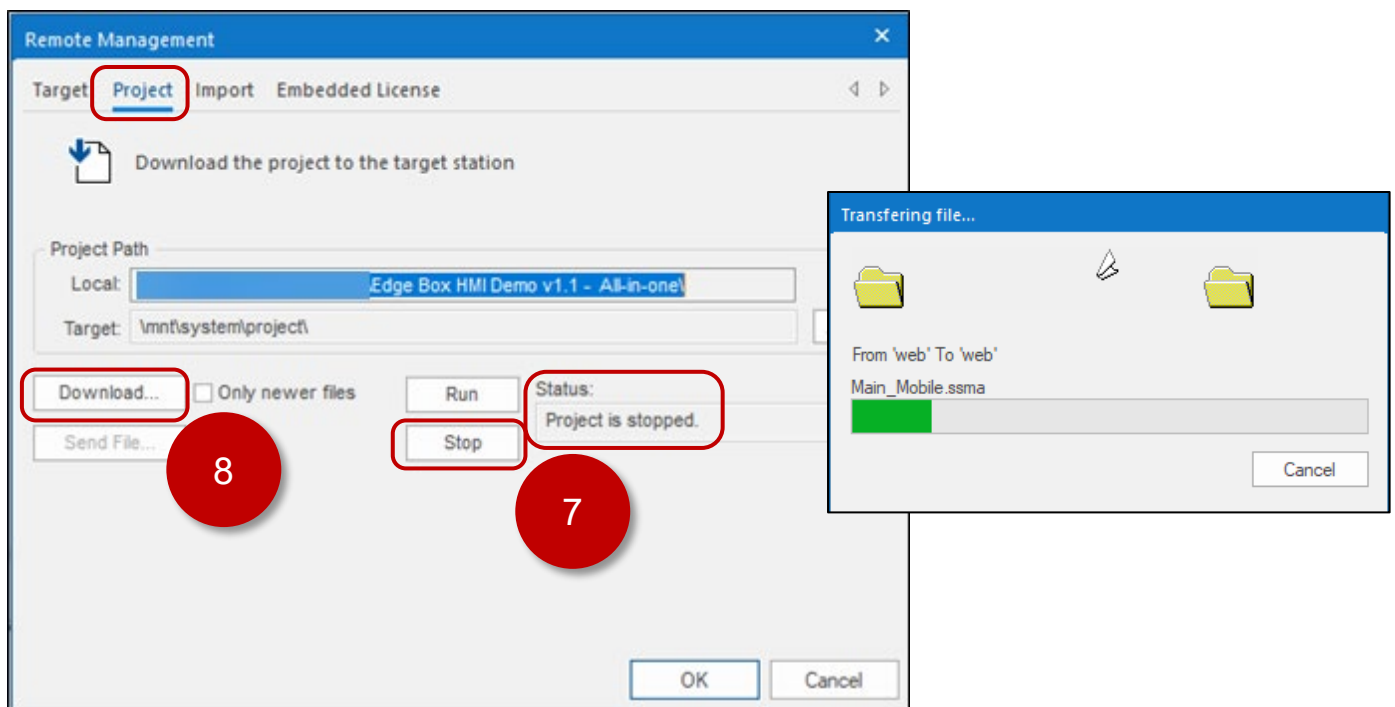 Remote Management
Target Project Import Embedded License
Download the project to the target station
Project Path
Local: \Edge Box HMI Demo v1.1 - All-in-one\
Target: \mnt\system\project\
Download... Only newer files Run Status:
Project is stopped.
Send File... Stop
8
7
OK Cancel
Transfering file...
From 'web' To 'web'
Main_Mobile.ssma
Cancel